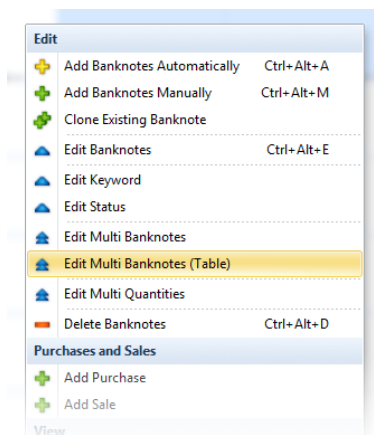 Edit
Add Banknotes Automatically Ctrl+Alt+A
Add Banknotes Manually Ctrl+Alt+M
Clone Existing Banknote
Edit Banknotes Ctrl+Alt+E
Edit Keyword
Edit Status
Edit Multi Banknotes
Edit Multi Banknotes (Table)
Edit Multi Quantities
Delete Banknotes Ctrl+Alt+D
Purchases and Sales
Add Purchase
Add Sale
View